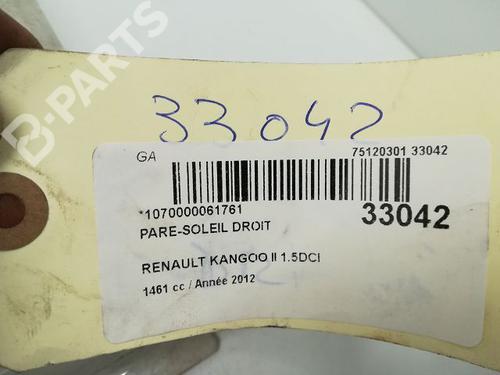 B-PARTS
33042
GA
75120301 33042
*1070000061761
33042
PARE-SOLEIL DROIT
RENAULT KANGOO II 1.5DCI
1461 cc / Année 2012